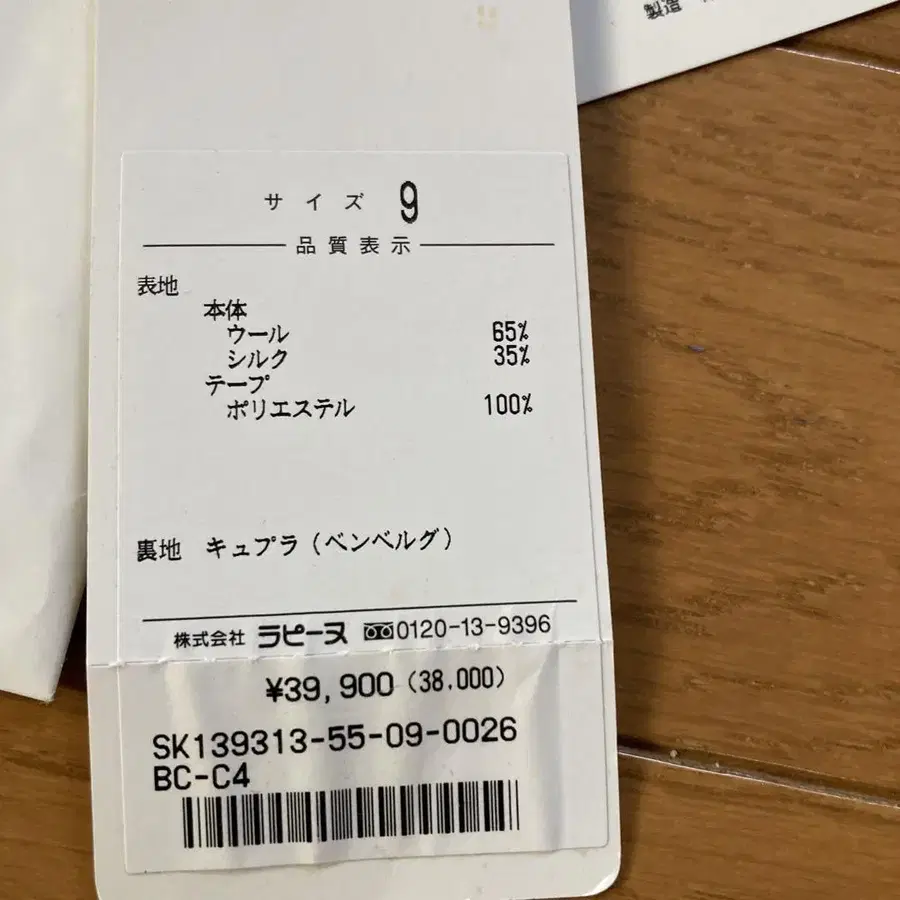 製造
サイズ 9
品質表示
表地
本体
ウール 65%
シルク 35%
テープ
ポリエステル 100%
裏地 キュプラ(ベンベルグ)
株式会社 ラピーヌ 0120-13-9396
¥39,900(38,000)
SK139313-55-09-0026
BC-C4